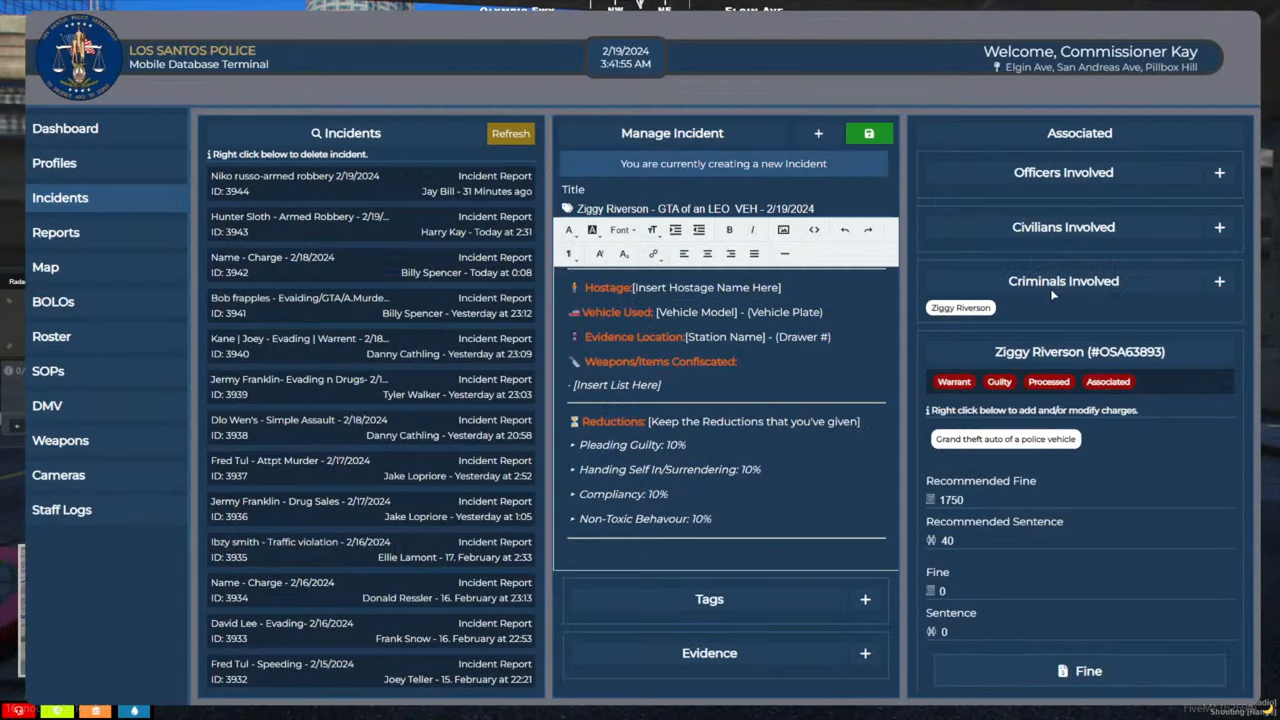 OLYMPIC FWY
NW
NE
ELGIN AVE
LOS SANTOS POLICE
Mobile Database Terminal
2/19/2024
3:41:55 AM
Welcome, Commissioner Kay
Elgin Ave, San Andreas Ave, Pillbox Hill
Dashboard
Profiles
Incidents
Reports
Map
BOLOs
Roster
SOPs
DMV
Weapons
Cameras
Staff Logs
Incidents
Refresh
Right click below to delete incident.
Niko russo-armed robbery 2/19/2024 Incident Report
ID: 3944 Jay Bill - 31 Minutes ago
Hunter Sloth - Armed Robbery - 2/19/... Incident Report
ID: 3943 Harry Kay - Today at 2:31
Name - Charge - 2/18/2024 Incident Report
ID: 3942 Billy Spencer - Today at 0:08
Bob frapples - Evaiding/GTA/A.Murde... Incident Report
ID: 3941 Billy Spencer - Yesterday at 23:12
Kane | Joey - Evading | Warrent - 2/18... Incident Report
ID: 3940 Danny Cathling - Yesterday at 23:09
Jermy Franklin- Evading n Drugs- 2/1... Incident Report
ID: 3939 Tyler Walker - Yesterday at 23:03
Dlo Wen's - Simple Assault - 2/18/2024 Incident Report
ID: 3938 Danny Cathling - Yesterday at 20:58
Fred Tul - Attpt Murder - 2/17/2024 Incident Report
ID: 3937 Jake Lopriore - Yesterday at 2:52
Jermy Franklin - Drug Sales - 2/17/2024 Incident Report
ID: 3936 Jake Lopriore - Yesterday at 1:05
Ibzy smith - Traffic violation - 2/16/2024 Incident Report
ID: 3935 Ellie Lamont - 17. February at 2:33
Name - Charge - 2/16/2024 Incident Report
ID: 3934 Donald Ressler - 16. February at 23:13
David Lee - Evading- 2/16/2024 Incident Report
ID: 3933 Frank Snow - 16. February at 22:53
Fred Tul - Speeding - 2/15/2024 Incident Report
ID: 3932 Joey Teller - 15. February at 22:21
Manage Incident +
You are currently creating a new Incident
Title
Ziggy Riverson - GTA of an LEO VEH - 2/19/2024
Font
Hostage:[Insert Hostage Name Here]
Vehicle Used: [Vehicle Model] - (Vehicle Plate)
Evidence Location:[Station Name] - (Drawer #)
Weapons/Items Confiscated:
· [Insert List Here]
Reductions: [Keep the Reductions that you've given]
‣ Pleading Guilty: 10%
‣ Handing Self In/Surrendering: 10%
‣ Compliancy: 10%
‣ Non-Toxic Behaviour: 10%
Tags +
Evidence +
Associated
Officers Involved +
Civilians Involved +
Criminals Involved +
Ziggy Riverson
Ziggy Riverson (#OSA63893)
Warrant Guilty Processed Associated
Right click below to add and/or modify charges.
Grand theft auto of a police vehicle
Recommended Fine
1750
Recommended Sentence
40
Fine
0
Sentence
0
Fine